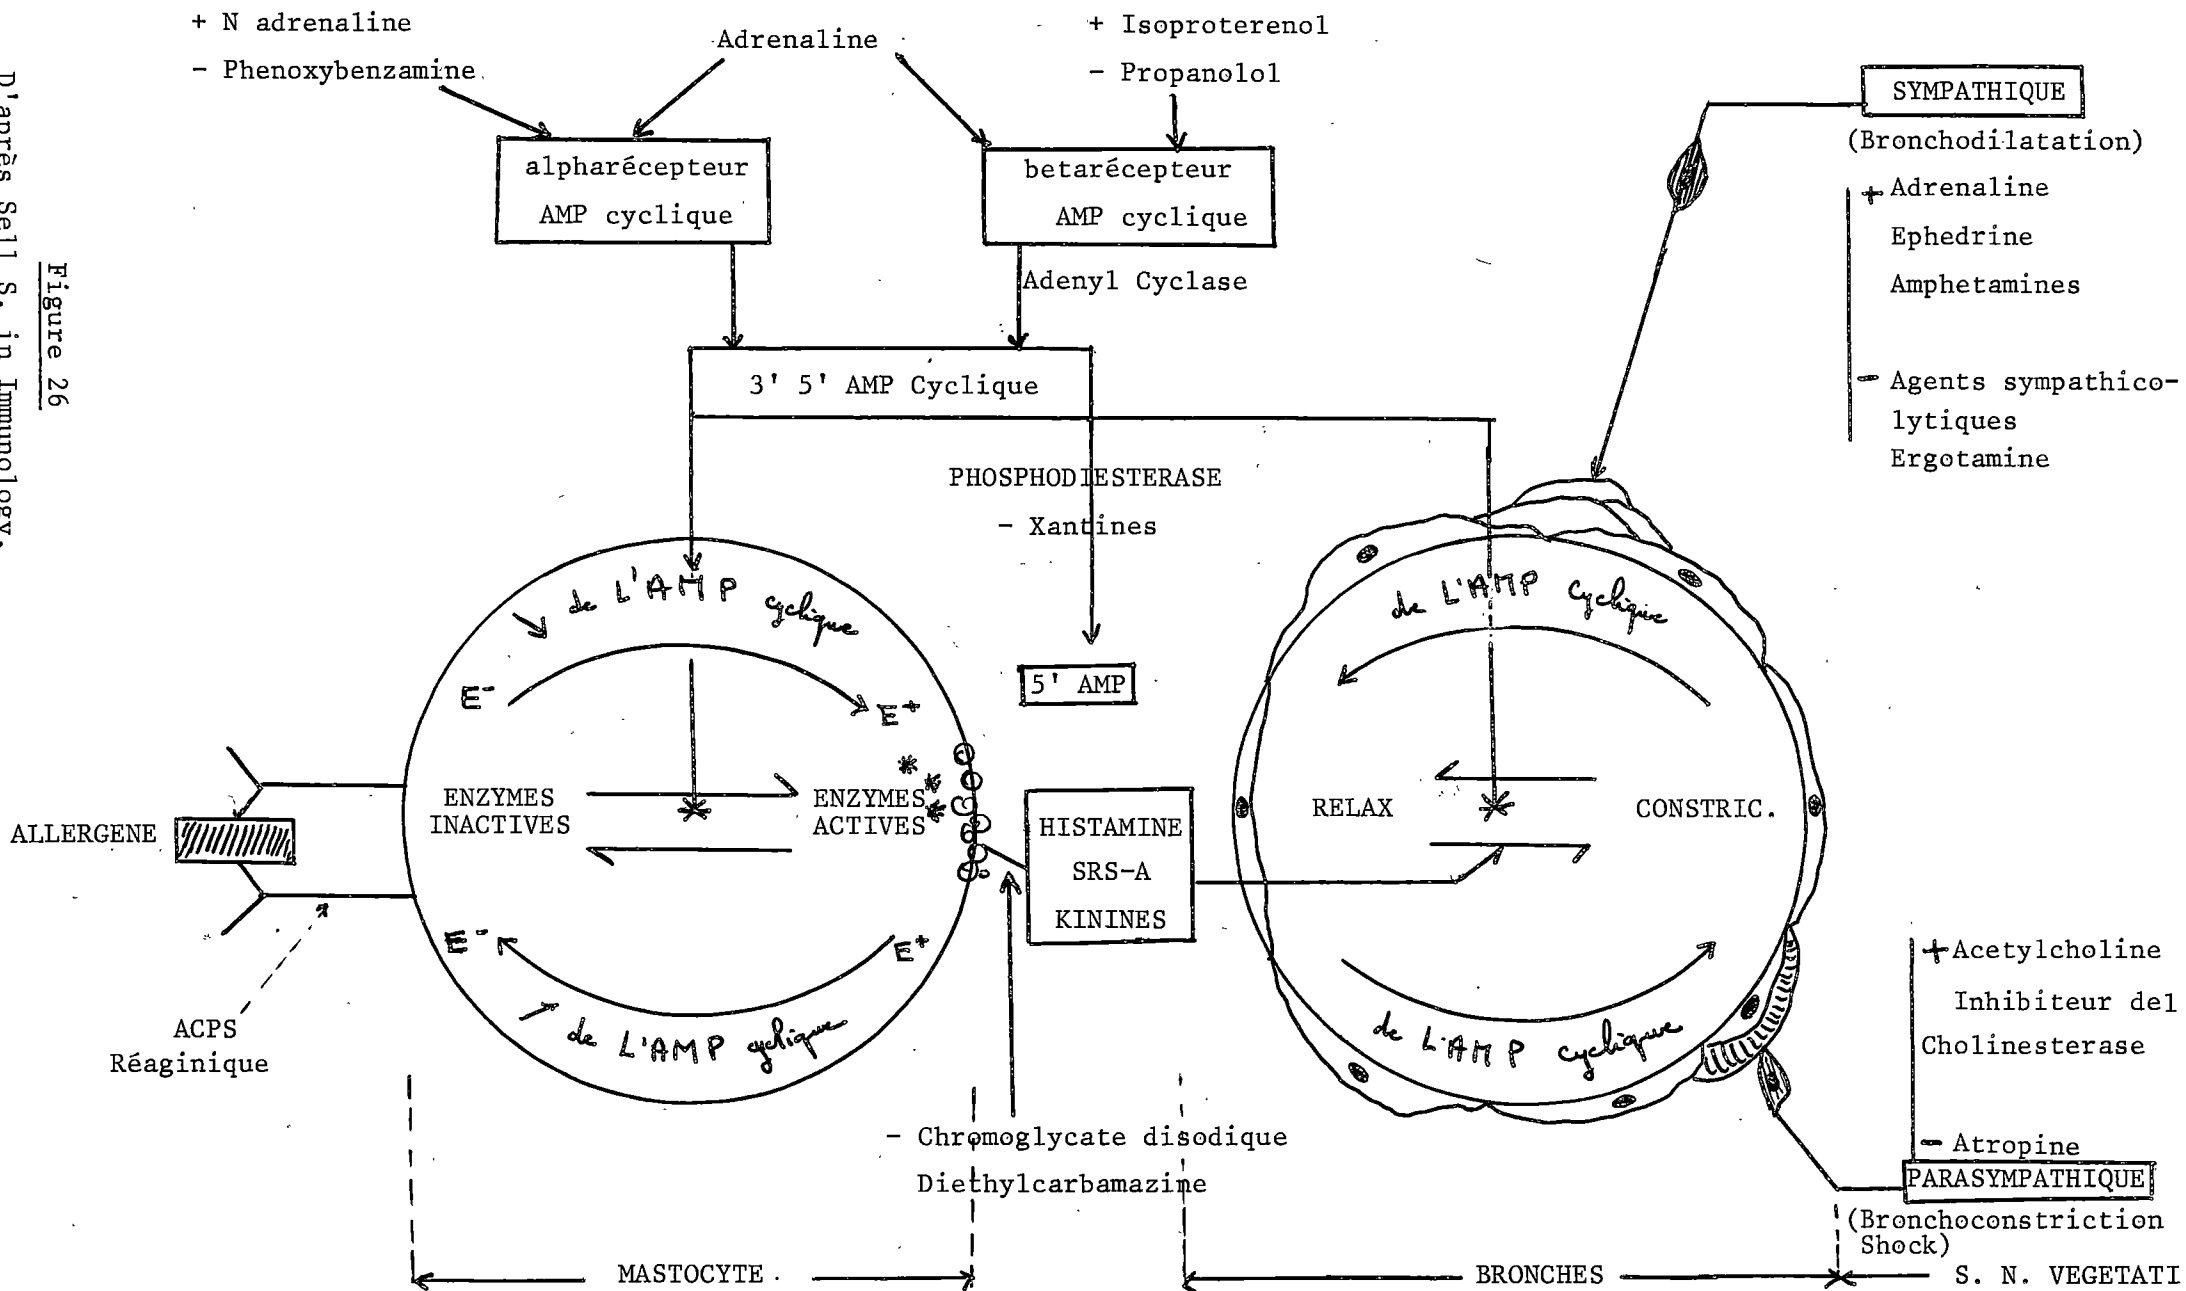 + N adrenaline
- Phenoxybenzamine
Adrenaline
+ Isoproterenol
- Propanolol
alpharécepteur
AMP cyclique
betarécepteur
AMP cyclique
Adenyl Cyclase
3' 5' AMP Cyclique
PHOSPHODIESTERASE
- Xantines
5' AMP
SYMPATHIQUE
(Bronchodilatation)
+ Adrenaline
Ephedrine
Amphetamines
- Agents sympathico-
lytiques
Ergotamine
↘ de L'AMP cyclique
E-
E+
ALLERGENE
ENZYMES
INACTIVES
ENZYMES
ACTIVES
E-
E+
↗ de L'AMP cyclique
ACPS
Réaginique
HISTAMINE
SRS-A
KININES
- Chromoglycate disodique
Diethylcarbamazine
de L'AMP cyclique
RELAX
CONSTRIC.
de L'AMP cyclique
+ Acetylcholine
Inhibiteur del
Cholinesterase
- Atropine
PARASYMPATHIQUE
(Bronchoconstriction
Shock)
MASTOCYTE
BRONCHES
S. N. VEGETATI
Figure 26
D'après Sell S. in Immunology,